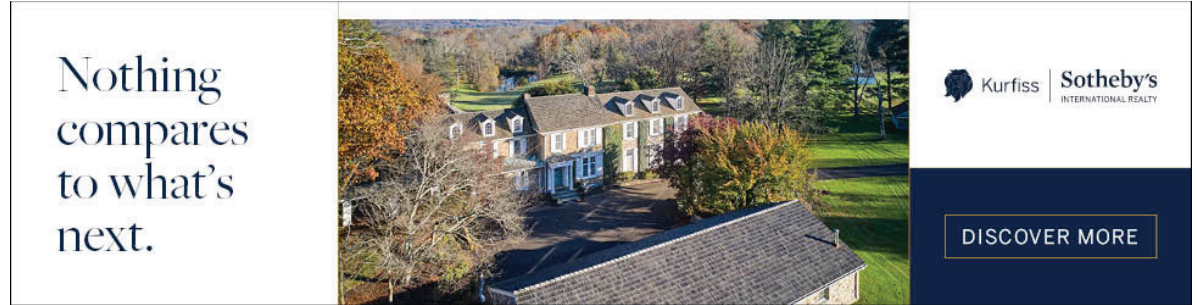 Nothing
compares
to what's
next.
Kurfiss
Sotheby's
INTERNATIONAL REALTY
DISCOVER MORE